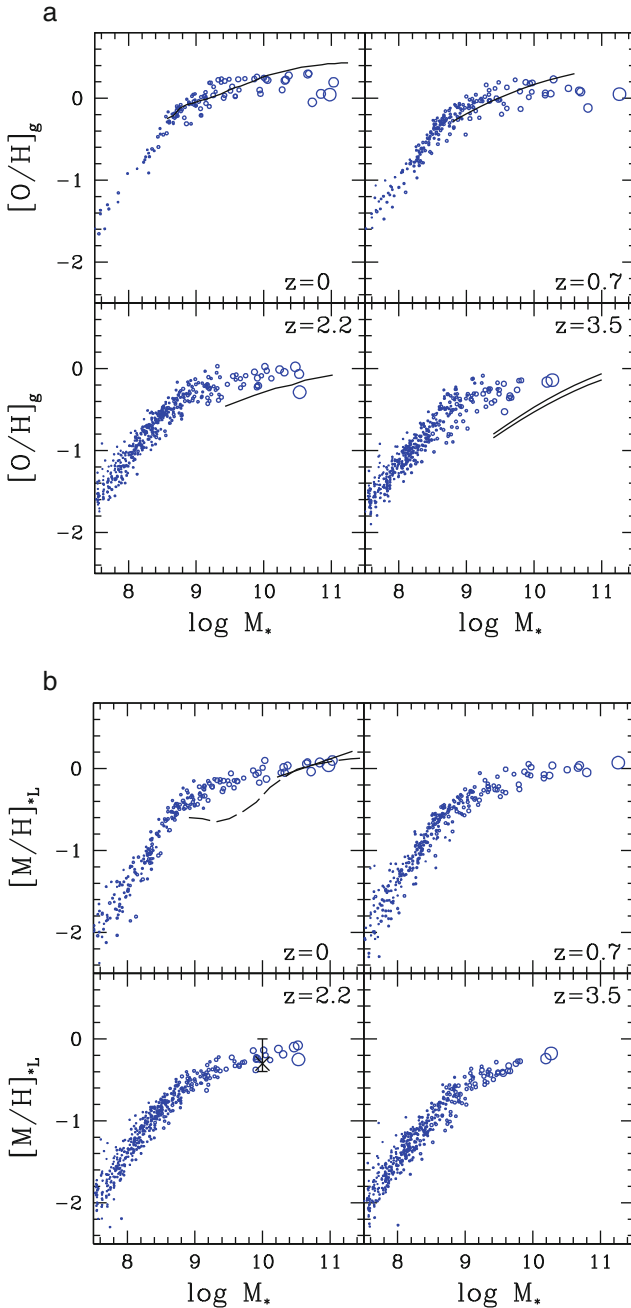 a
0
-1
-2
[O/H]g
z=0
z=0.7
0
-1
-2
[O/H]g
z=2.2
z=3.5
8 9 10 11 8 9 10 11
log M* log M*
b
0
-1
-2
[M/H]*L
z=0
z=0.7
0
-1
-2
[M/H]*L
z=2.2
z=3.5
8 9 10 11 8 9 10 11
log M* log M*